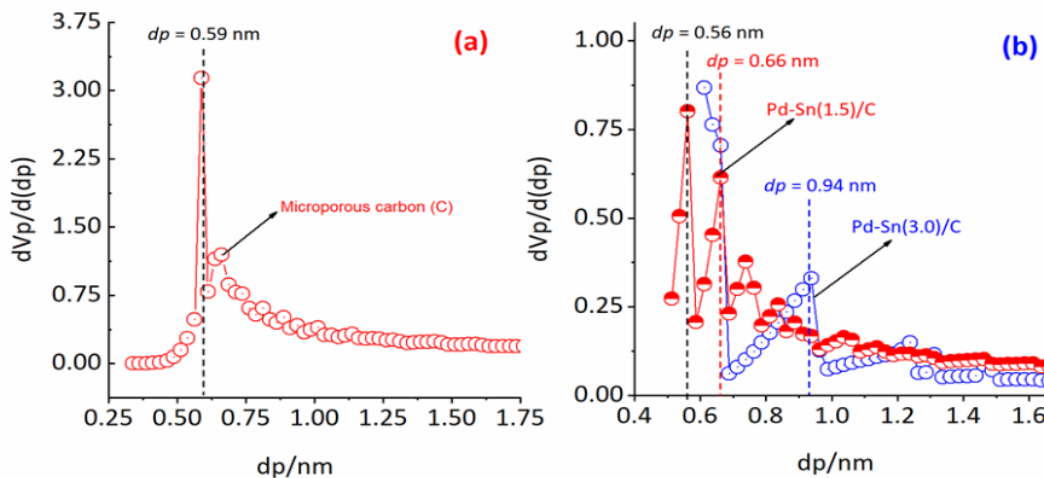 (a)
dp = 0.59 nm
Microporous carbon (C)
3.75
3.00
2.25
1.50
0.75
0.00
dVp/d(dp)
0.25
0.50
0.75
1.00
1.25
1.50
1.75
dp/nm
(b)
dp = 0.56 nm
dp = 0.66 nm
Pd-Sn(1.5)/C
dp = 0.94 nm
Pd-Sn(3.0)/C
1.00
0.75
0.50
0.25
0.00
dVp/d(dp)
0.4
0.6
0.8
1.0
1.2
1.4
1.6
dp/nm